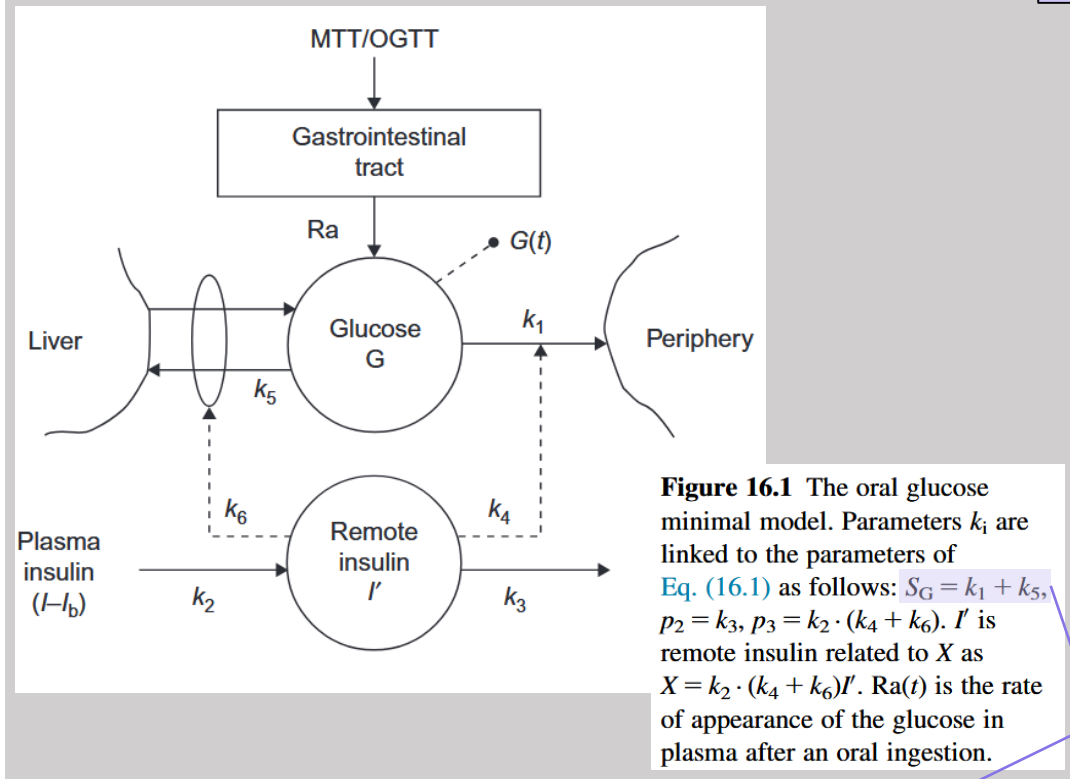 MTT/OGTT
Gastrointestinal
tract
Ra
G(t)
Liver
Glucose
G
k₁
Periphery
k₅
k₆
k₄
Plasma
insulin
(I–I_b)
k₂
Remote
insulin
I′
k₃
Figure 16.1 The oral glucose
minimal model. Parameters kᵢ are
linked to the parameters of
Eq. (16.1) as follows: S_G = k₁ + k₅,
p₂ = k₃, p₃ = k₂ · (k₄ + k₆). I′ is
remote insulin related to X as
X = k₂ · (k₄ + k₆)I′. Ra(t) is the rate
of appearance of the glucose in
plasma after an oral ingestion.